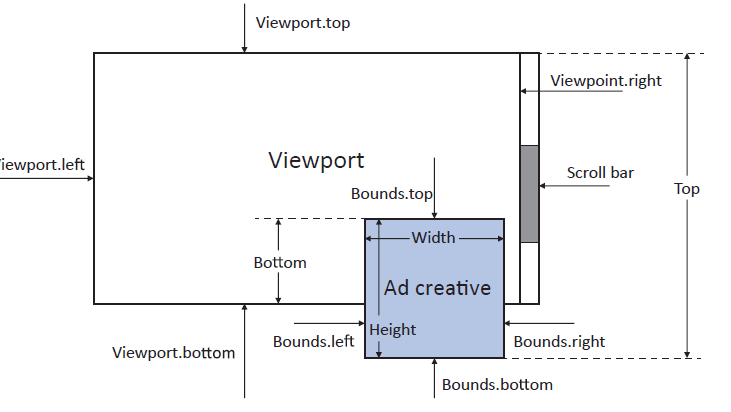 Viewport.top
Viewpoint.right
iewport.left
Viewport
Scroll bar
Top
Bounds.top
Width
Bottom
Ad creative
Height
Bounds.left
Bounds.right
Viewport.bottom
Bounds.bottom